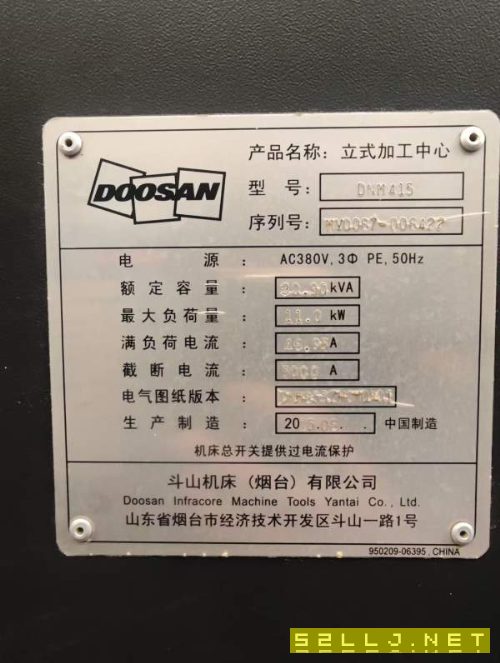 DOOSAN
产品名称: 立式加工中心
型 号: DNM415
序列号:
电 源 : AC380V, 3Φ PE, 50Hz
额定容量 : kVA
最大负荷量 : 11.0 kW
满负荷电流 : A
截断电流 : A
电气图纸版本 :
生产制造 : 20 中国制造
机床总开关提供过电流保护
斗山机床 (烟台) 有限公司
Doosan Infracore Machine Tools Yantai Co., Ltd.
山东省烟台市经济技术开发区斗山一路1号
950209-06395, CHINA
52LLJ.NET